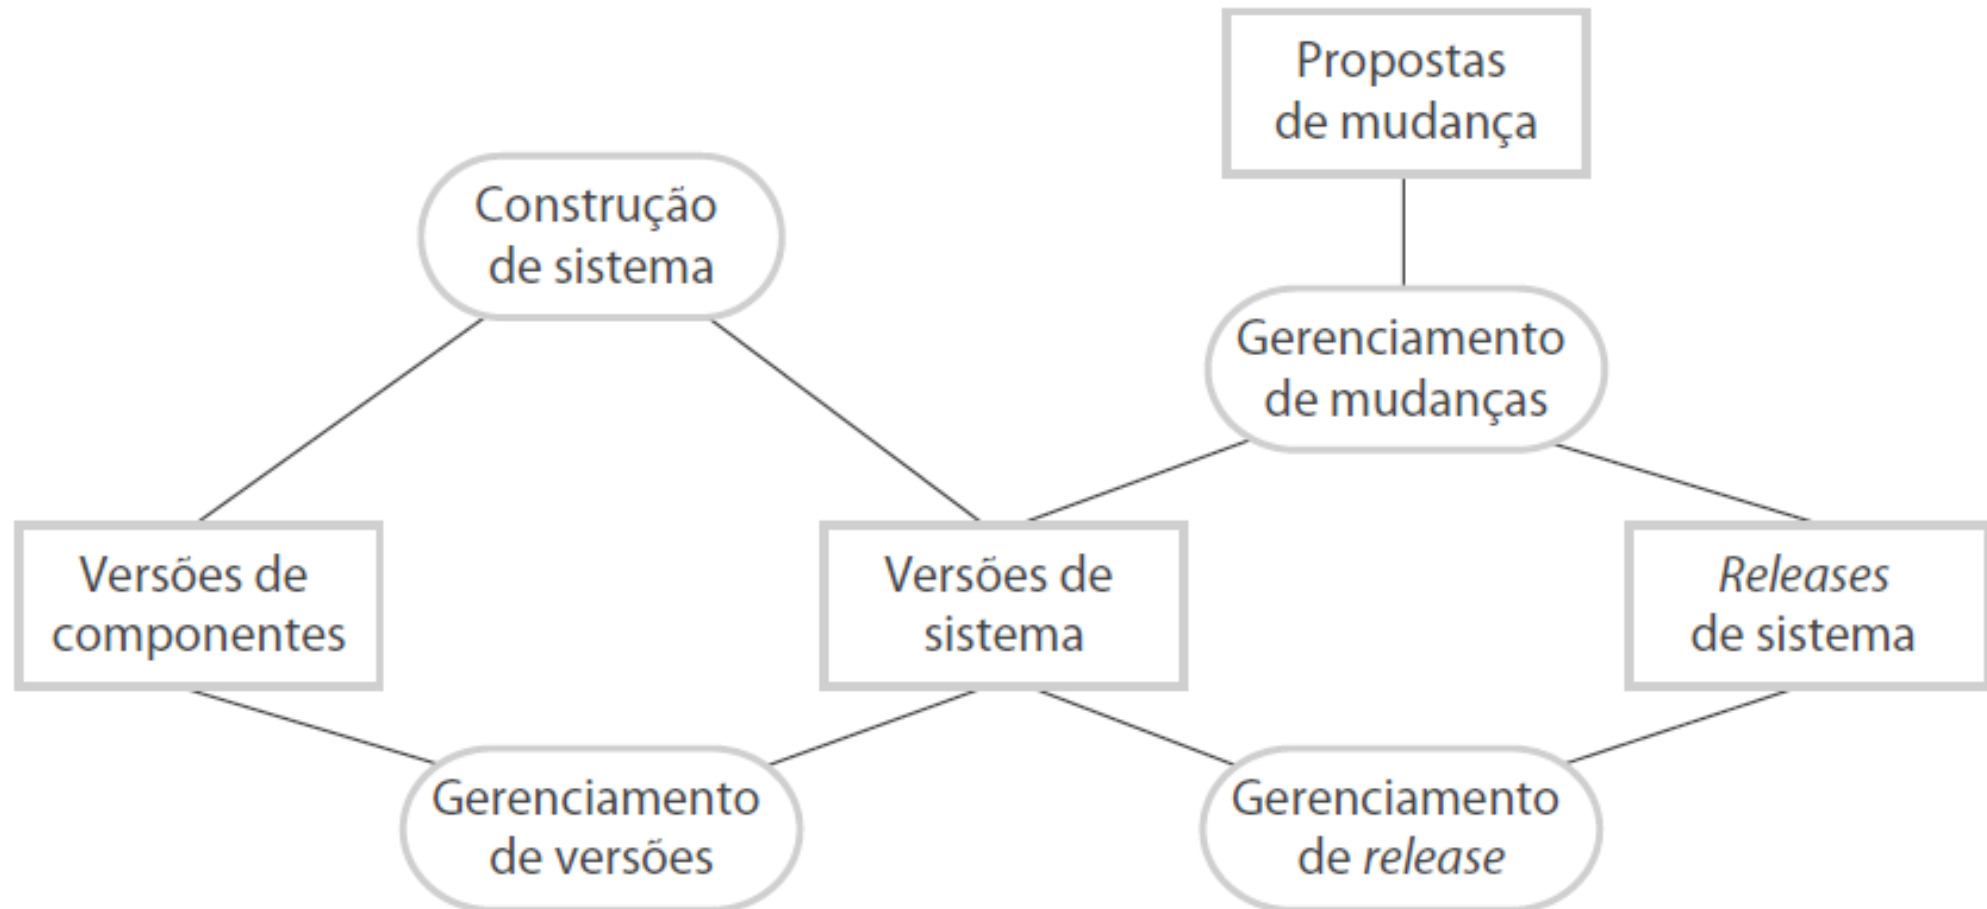 Propostas
de mudança
Construção
de sistema
Gerenciamento
de mudanças
Versões de
componentes
Versões de
sistema
Releases
de sistema
Gerenciamento
de versões
Gerenciamento
de release